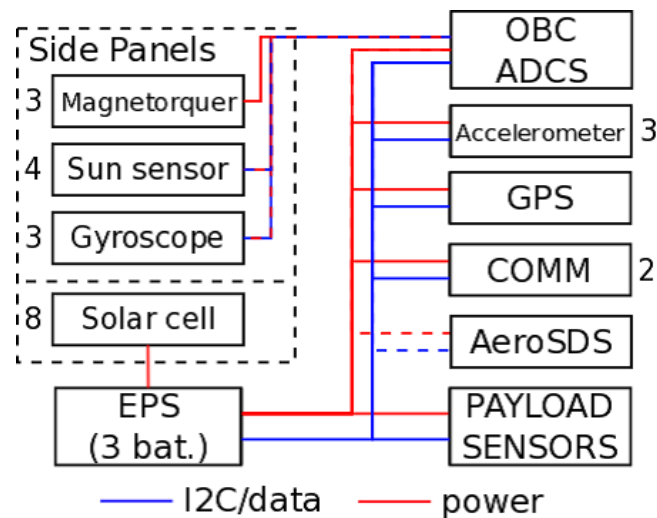 Side Panels
3 Magnetorquer
4 Sun sensor
3 Gyroscope
8 Solar cell
EPS
(3 bat.)
OBC
ADCS
Accelerometer 3
GPS
COMM 2
AeroSDS
PAYLOAD
SENSORS
I2C/data
power